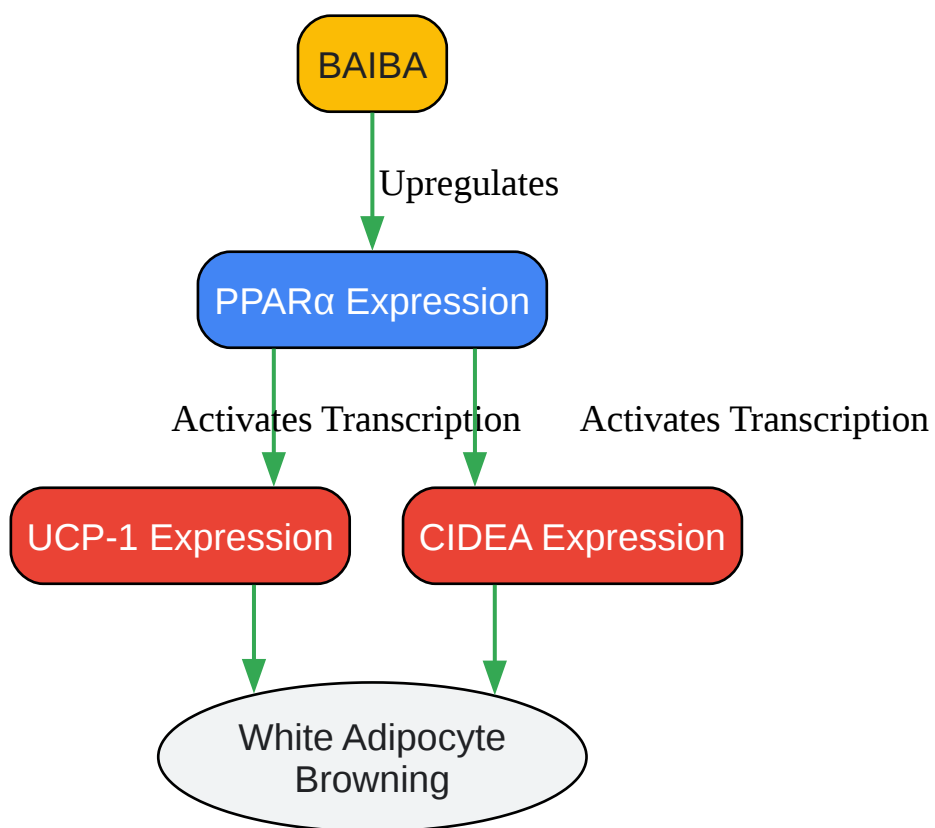 BAIBA
Upregulates
PPARα Expression
Activates Transcription
Activates Transcription
UCP-1 Expression
CIDEA Expression
White Adipocyte
Browning